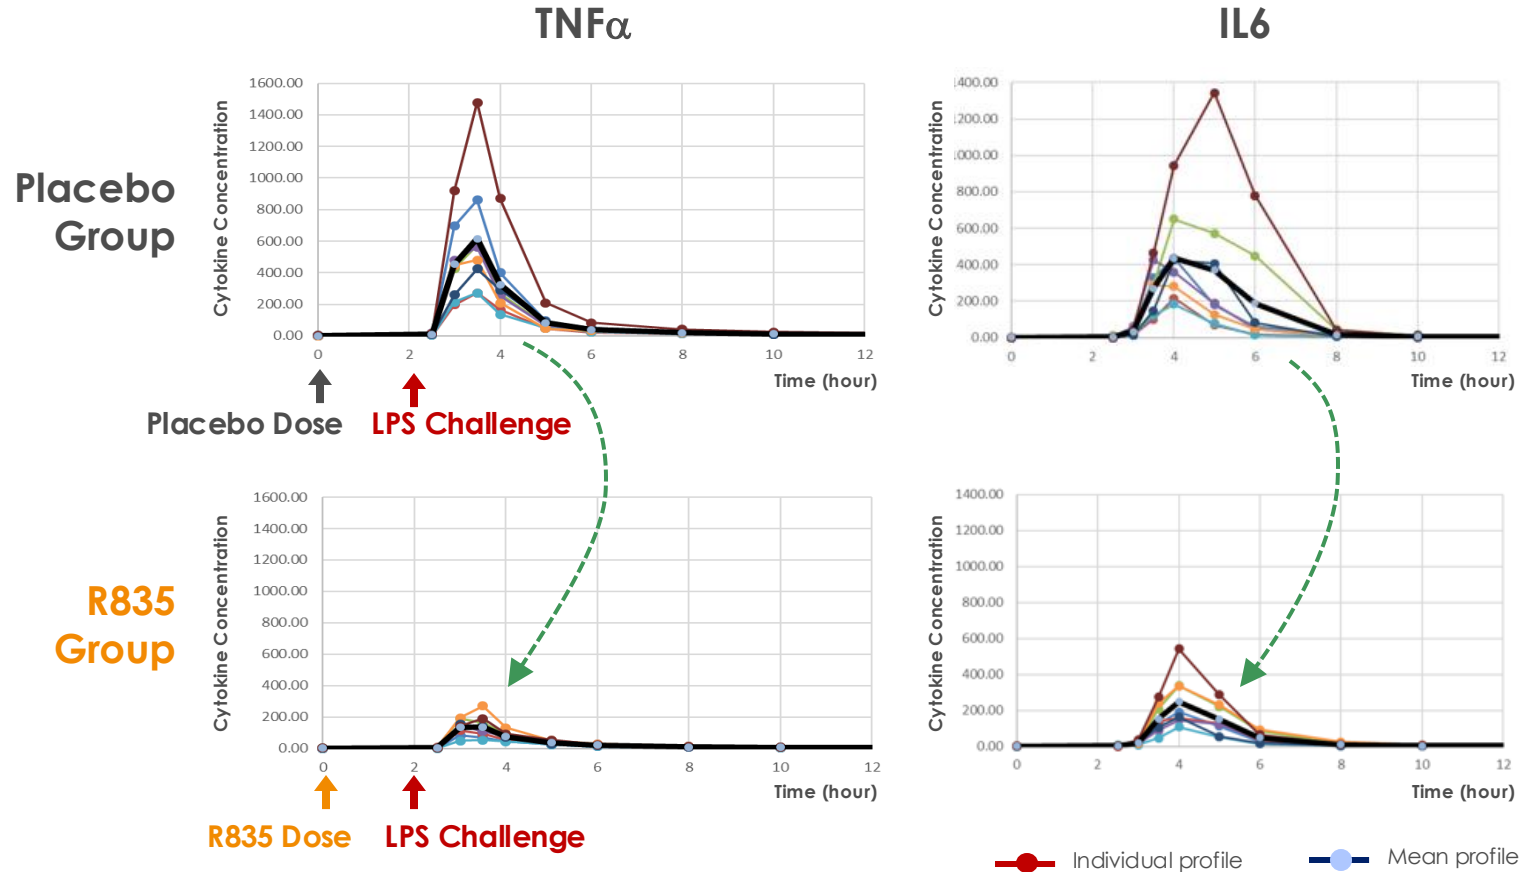 TNFα
IL6
Placebo
Group
Cytokine Concentration
1600.00
1400.00
1200.00
1000.00
800.00
600.00
400.00
200.00
0.00
0 2 4 6 8 10 12
Time (hour)
Placebo Dose
LPS Challenge
Cytokine Concentration
1400.00
1200.00
1000.00
800.00
600.00
400.00
200.00
0.00
0 2 4 6 8 10 12
Time (hour)
R835
Group
Cytokine Concentration
1600.00
1400.00
1200.00
1000.00
800.00
600.00
400.00
200.00
0.00
0 2 4 6 8 10 12
Time (hour)
R835 Dose
LPS Challenge
Cytokine Concentration
1400.00
1200.00
1000.00
800.00
600.00
400.00
200.00
0.00
0 2 4 6 8 10 12
Time (hour)
Individual profile
Mean profile